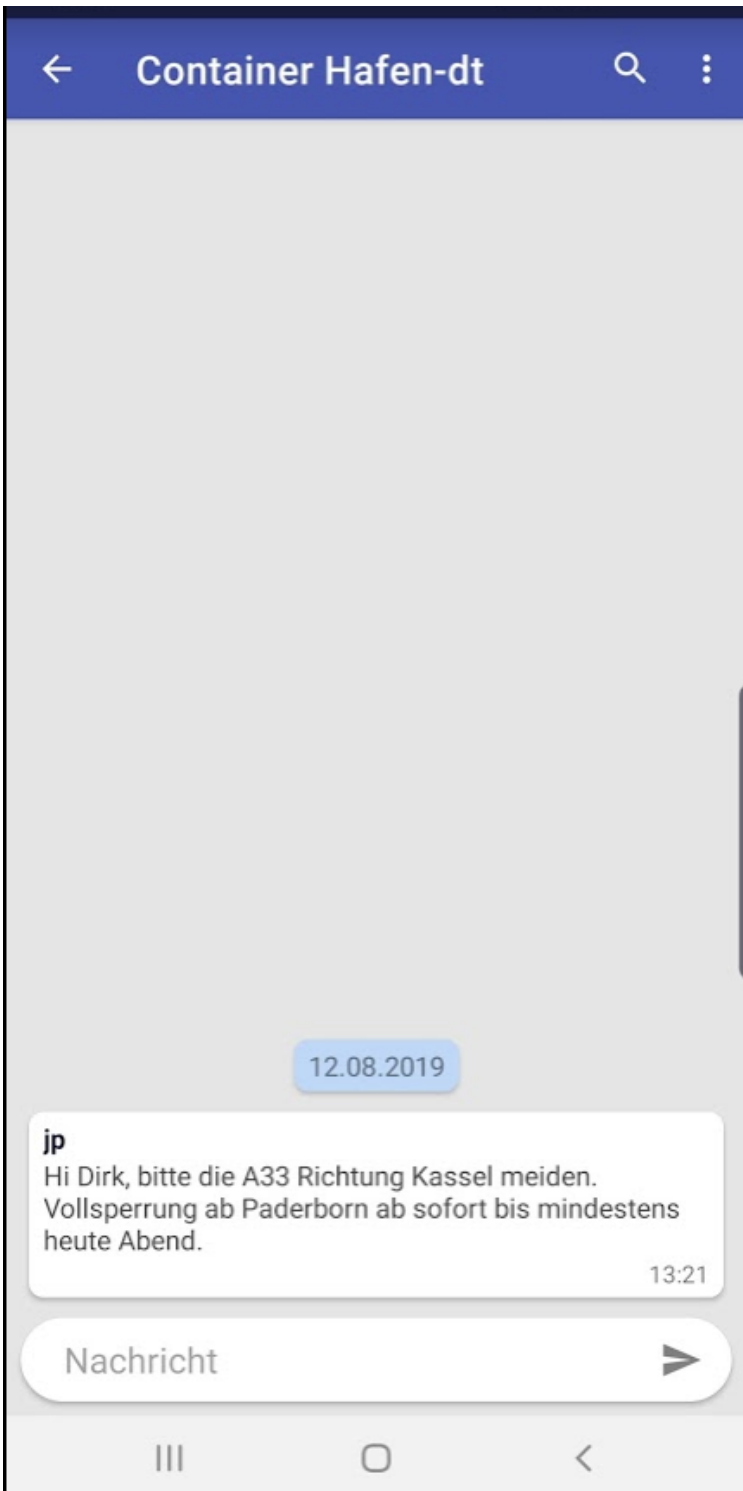 Container Hafen-dt
12.08.2019
jp
Hi Dirk, bitte die A33 Richtung Kassel meiden.
Vollsperrung ab Paderborn ab sofort bis mindestens
heute Abend.
13:21
Nachricht